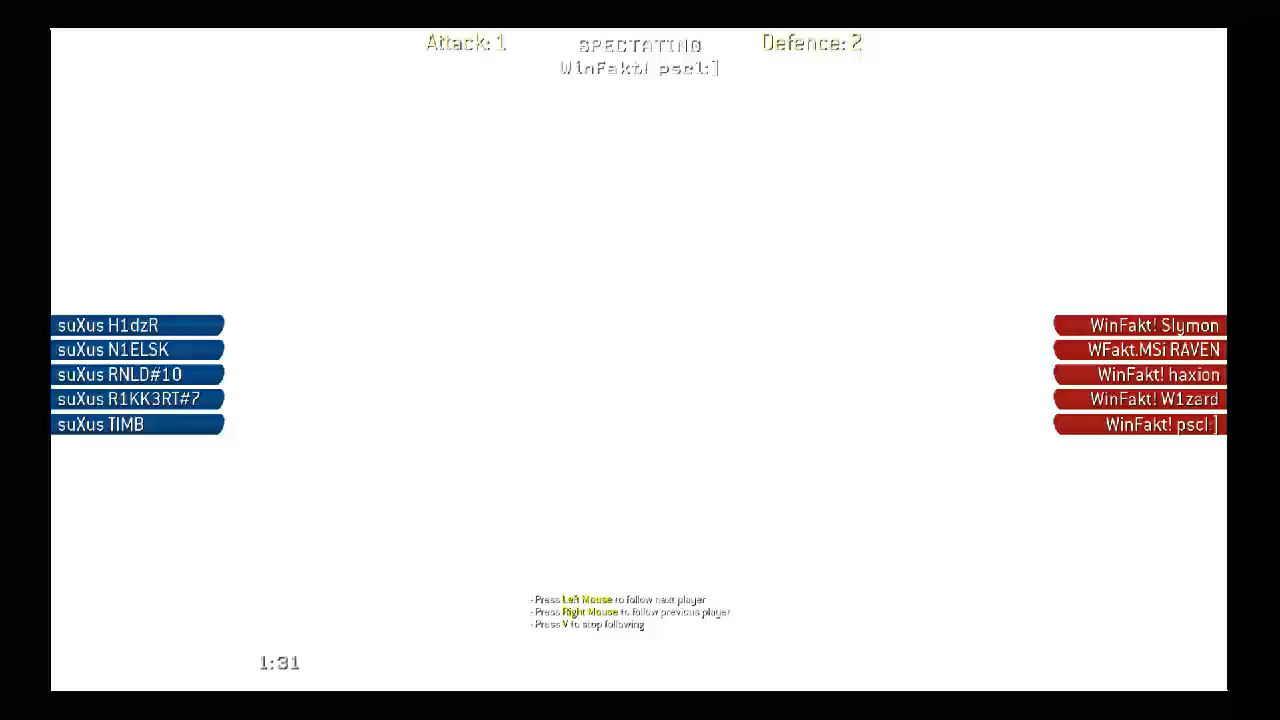 Attack: 1
SPECTATING
Defence: 2
WinFakt! pscl:]
suXus H1dzR
suXus N1ELSK
suXus RNLD#10
suXus R1KK3RT#7
suXus TIMB
WinFakt! Slymon
WFakt.MSi RAVEN
WinFakt! haxion
WinFakt! W1zard
WinFakt! pscl:]
- Press Left Mouse to follow next player
- Press Right Mouse to follow previous player
- Press V to stop following
1:31